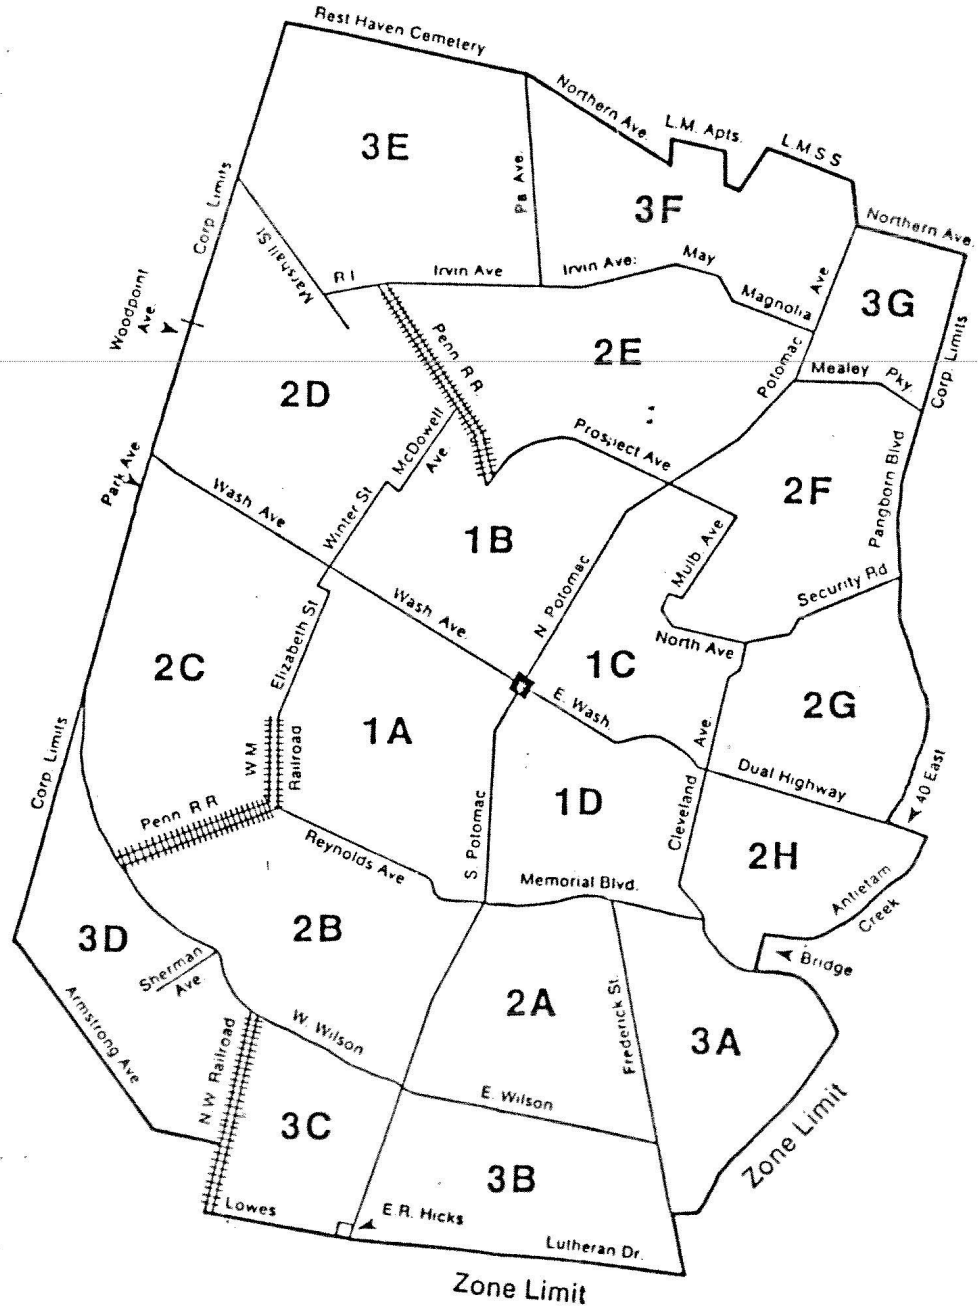 Rest Haven Cemetery
Northern Ave.
L.M. Apts.
L.M S S
3E
Pa Ave.
3F
Northern Ave.
Corp Limits
Marshall St
R I
Irvin Ave
Irvin Ave:
May
Magnolia
Potomac
Ave
3G
Corp. Limits
Woodpoint
Ave.
Penn R R.
2E
Mealey
Pky.
2D
McDowell
Ave.
Prospect Ave
Park Ave
Wash Ave
Winter St
1B
2F
Pangborn Blvd
Mulb. Ave
Security Rd
N Potomac
Wash Ave.
Elizabeth St
North Ave
2C
1C
E. Wash.
2G
1A
W M
Railroad
Ave.
Cleveland
Dual Highway
40 East
Corp Limits
Penn R R
S. Potomac
1D
2H
Reynolds Ave
Memorial Blvd.
Antietam
Creek
3D
2B
Bridge
Sherman
Ave.
Armstrong Ave
N W Railroad
W. Wilson
2A
Frederick St.
3A
E. Wilson
3C
3B
Zone Limit
Lowes
E.R. Hicks
Lutheran Dr.
Zone Limit